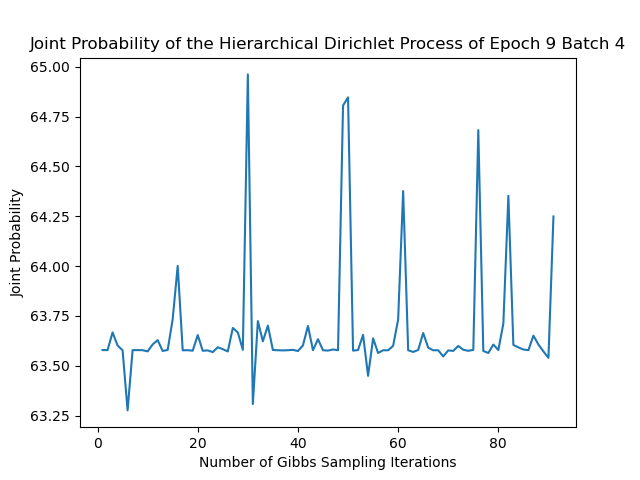 Joint Probability of the Hierarchical Dirichlet Process of Epoch 9 Batch 4
65.00
64.75
64.50
64.25
64.00
63.75
63.50
63.25
Joint Probability
0 20 40 60 80
Number of Gibbs Sampling Iterations